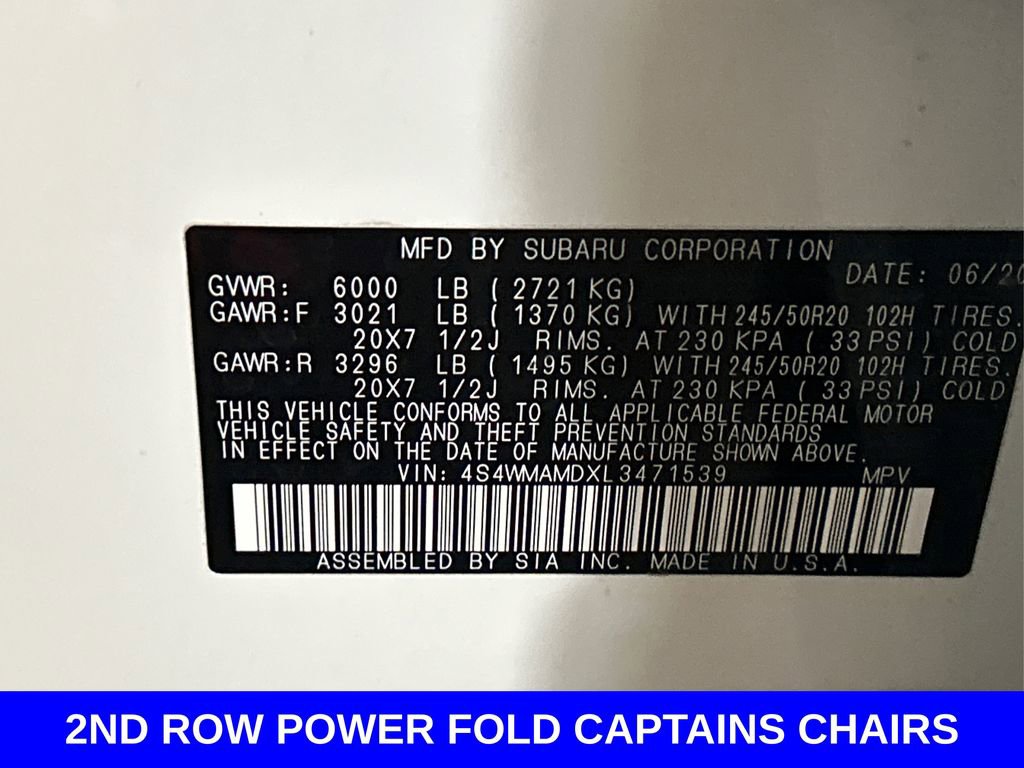 MFD BY SUBARU CORPORATION
DATE: 06/20
GVWR: 6000 LB ( 2721 KG)
GAWR:F 3021 LB ( 1370 KG) WITH 245/50R20 102H TIRES.
20X7 1/2J RIMS. AT 230 KPA ( 33 PSI) COLD
GAWR:R 3296 LB ( 1495 KG) WITH 245/50R20 102H TIRES.
20X7 1/2J RIMS. AT 230 KPA ( 33 PSI) COLD
THIS VEHICLE CONFORMS TO ALL APPLICABLE FEDERAL MOTOR
VEHICLE SAFETY AND THEFT PREVENTION STANDARDS
IN EFFECT ON THE DATE OF MANUFACTURE SHOWN ABOVE.
VIN: 4S4WMAMDXL3471539 MPV
ASSEMBLED BY SIA INC. MADE IN U.S.A.
2ND ROW POWER FOLD CAPTAINS CHAIRS